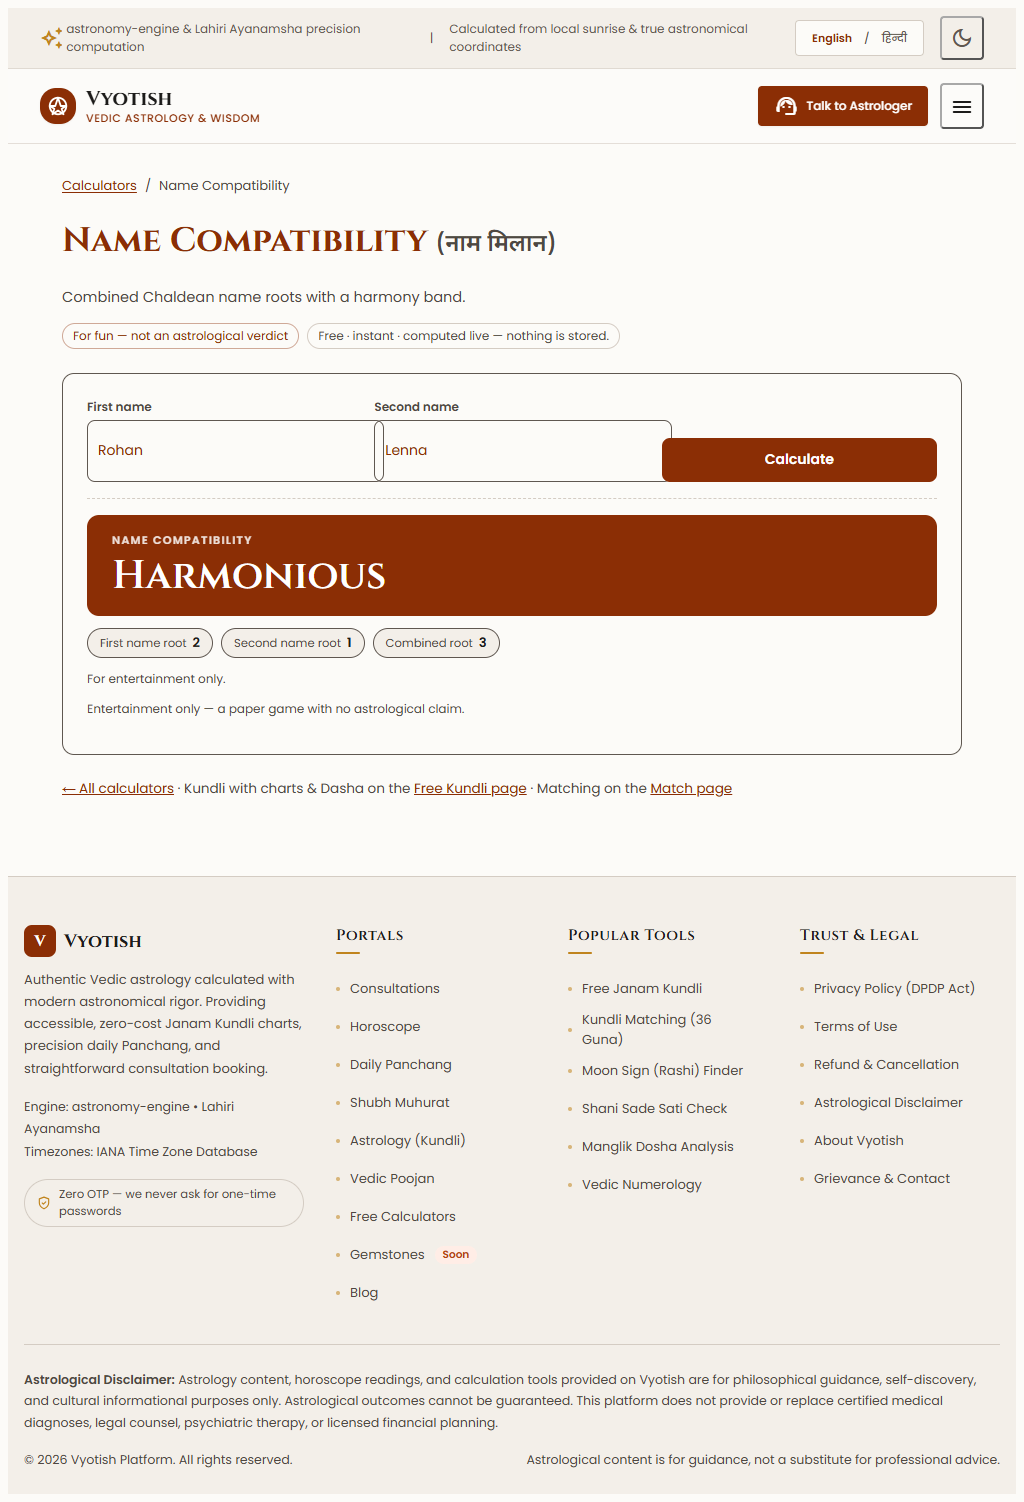 astronomy-engine & Lahiri Ayanamsha precision
computation
|
Calculated from local sunrise & true astronomical
coordinates
English / हिन्दी
Vyotish
VEDIC ASTROLOGY & WISDOM
Talk to Astrologer
Calculators / Name Compatibility
Name Compatibility (नाम मिलान)
Combined Chaldean name roots with a harmony band.
For fun — not an astrological verdict
Free · instant · computed live — nothing is stored.
First name
Second name
Rohan
Lenna
Calculate
NAME COMPATIBILITY
Harmonious
First name root 2
Second name root 1
Combined root 3
For entertainment only.
Entertainment only — a paper game with no astrological claim.
← All calculators · Kundli with charts & Dasha on the Free Kundli page · Matching on the Match page
V Vyotish
Authentic Vedic astrology calculated with
modern astronomical rigor. Providing
accessible, zero-cost Janam Kundli charts,
precision daily Panchang, and
straightforward consultation booking.
Engine: astronomy-engine • Lahiri
Ayanamsha
Timezones: IANA Time Zone Database
Zero OTP — we never ask for one-time
passwords
Portals
Consultations
Horoscope
Daily Panchang
Shubh Muhurat
Astrology (Kundli)
Vedic Poojan
Free Calculators
Gemstones Soon
Blog
Popular Tools
Free Janam Kundli
Kundli Matching (36
Guna)
Moon Sign (Rashi) Finder
Shani Sade Sati Check
Manglik Dosha Analysis
Vedic Numerology
Trust & Legal
Privacy Policy (DPDP Act)
Terms of Use
Refund & Cancellation
Astrological Disclaimer
About Vyotish
Grievance & Contact
Astrological Disclaimer: Astrology content, horoscope readings, and calculation tools provided on Vyotish are for philosophical guidance, self-discovery,
and cultural informational purposes only. Astrological outcomes cannot be guaranteed. This platform does not provide or replace certified medical
diagnoses, legal counsel, psychiatric therapy, or licensed financial planning.
© 2026 Vyotish Platform. All rights reserved.
Astrological content is for guidance, not a substitute for professional advice.